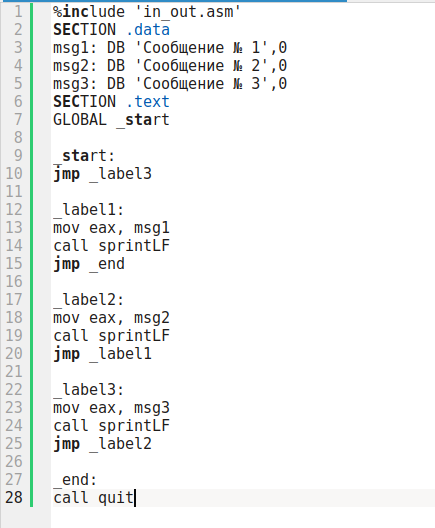 1 %include 'in_out.asm'
2 SECTION .data
3 msg1: DB 'Сообщение № 1',0
4 msg2: DB 'Сообщение № 2',0
5 msg3: DB 'Сообщение № 3',0
6 SECTION .text
7 GLOBAL _start
8
9 _start:
10 jmp _label3
11
12 _label1:
13 mov eax, msg1
14 call sprintLF
15 jmp _end
16
17 _label2:
18 mov eax, msg2
19 call sprintLF
20 jmp _label1
21
22 _label3:
23 mov eax, msg3
24 call sprintLF
25 jmp _label2
26
27 _end:
28 call quit